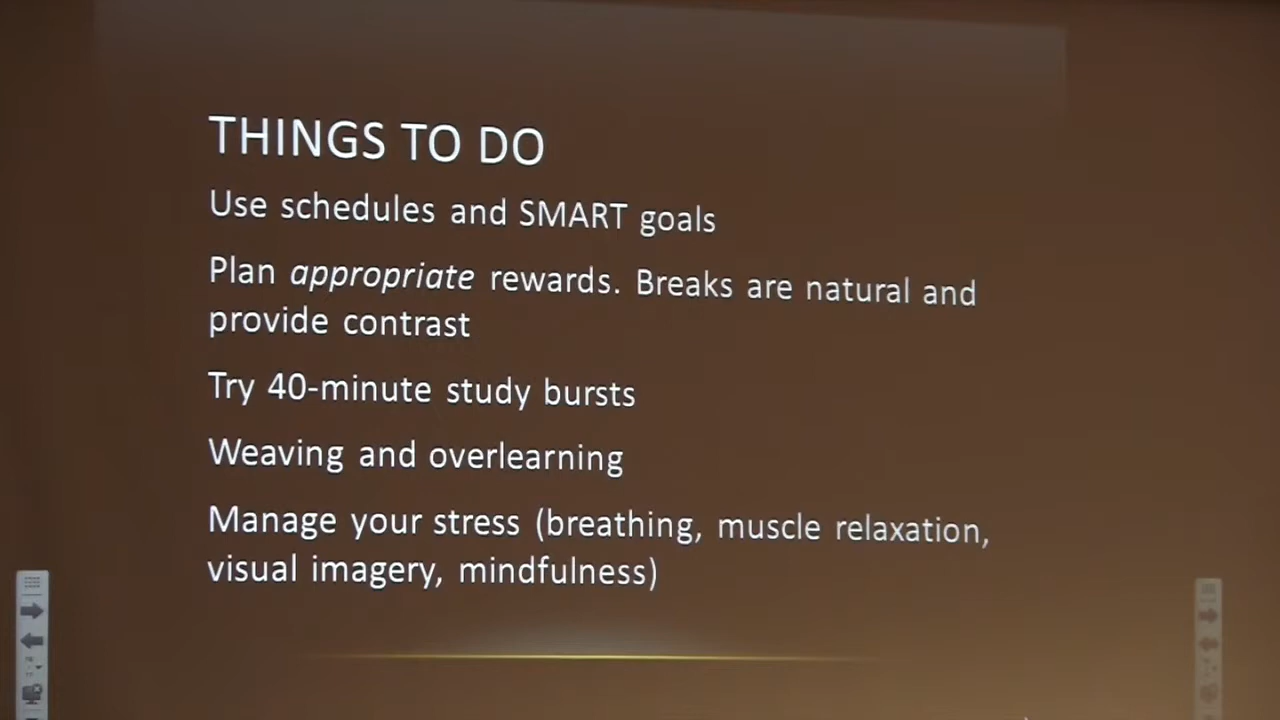 THINGS TO DO
Use schedules and SMART goals
Plan appropriate rewards. Breaks are natural and
provide contrast
Try 40-minute study bursts
Weaving and overlearning
Manage your stress (breathing, muscle relaxation,
visual imagery, mindfulness)